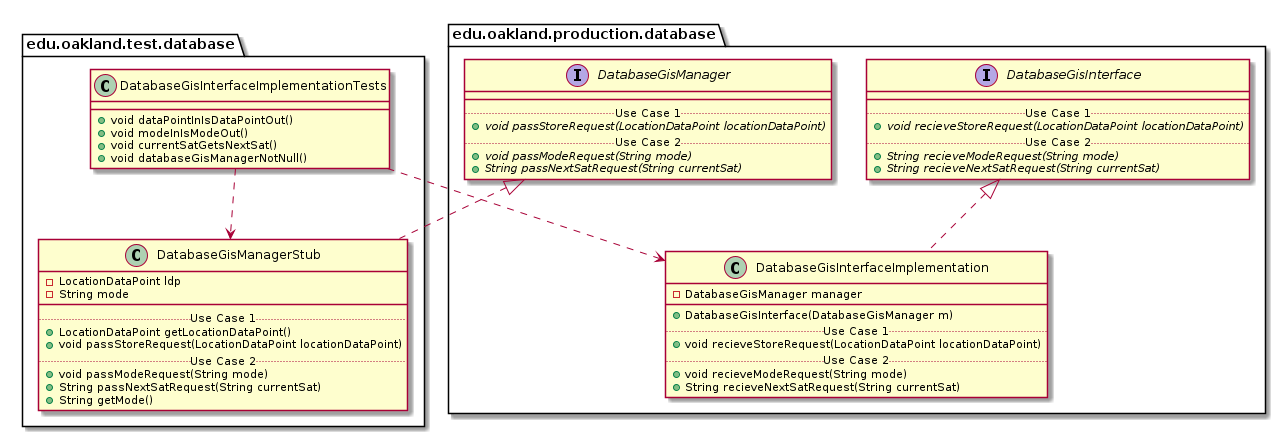 edu.oakland.test.database
C DatabaseGisInterfaceImplementationTests
void dataPointInIsDataPointOut()
void modeInIsModeOut()
void currentSatGetsNextSat()
void databaseGisManagerNotNull()
C DatabaseGisManagerStub
LocationDataPoint ldp
String mode
Use Case 1
LocationDataPoint getLocationDataPoint()
void passStoreRequest(LocationDataPoint locationDataPoint)
Use Case 2
void passModeRequest(String mode)
String passNextSatRequest(String currentSat)
String getMode()
edu.oakland.production.database
I DatabaseGisManager
Use Case 1
void passStoreRequest(LocationDataPoint locationDataPoint)
Use Case 2
void passModeRequest(String mode)
String passNextSatRequest(String currentSat)
I DatabaseGisInterface
Use Case 1
void recieveStoreRequest(LocationDataPoint locationDataPoint)
Use Case 2
String recieveModeRequest(String mode)
String recieveNextSatRequest(String currentSat)
C DatabaseGisInterfaceImplementation
DatabaseGisManager manager
DatabaseGisInterface(DatabaseGisManager m)
Use Case 1
void recieveStoreRequest(LocationDataPoint locationDataPoint)
Use Case 2
void recieveModeRequest(String mode)
String recieveNextSatRequest(String currentSat)